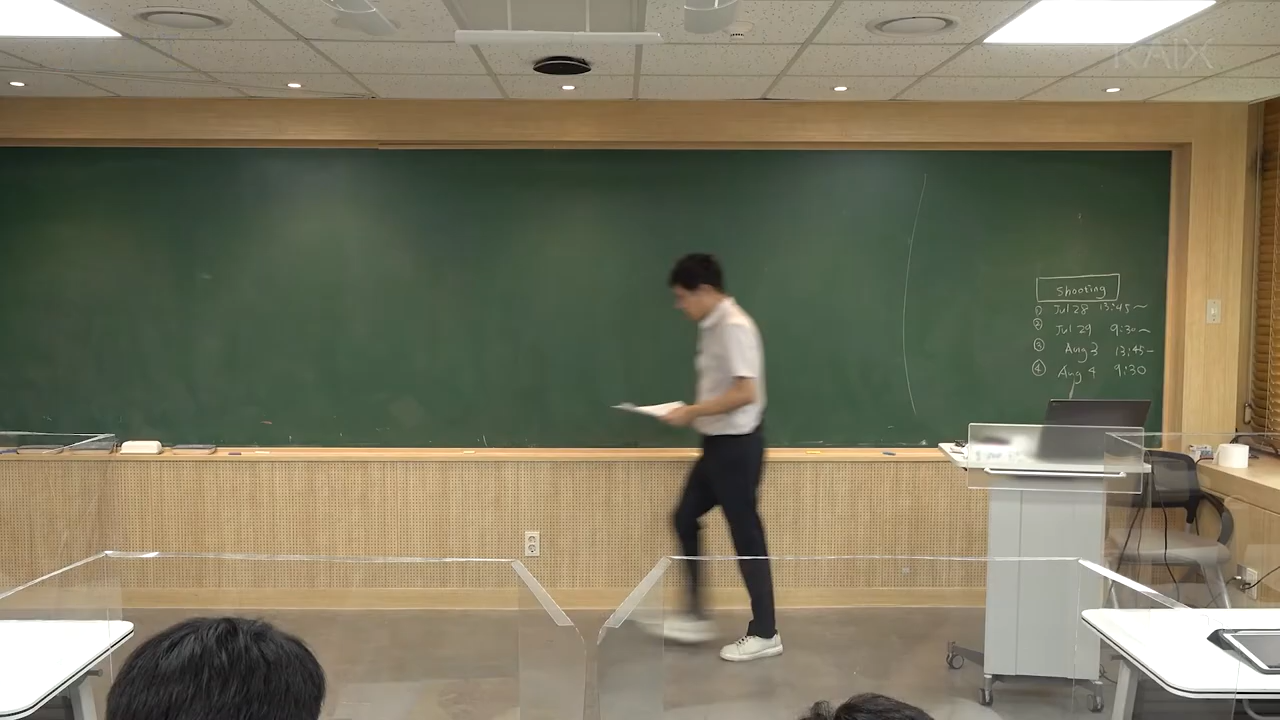 KAIX
Shooting
① Jul 28 13:45~
② Jul 29 9:30~
③ Aug 3 13:45~
④ Aug 4 9:30